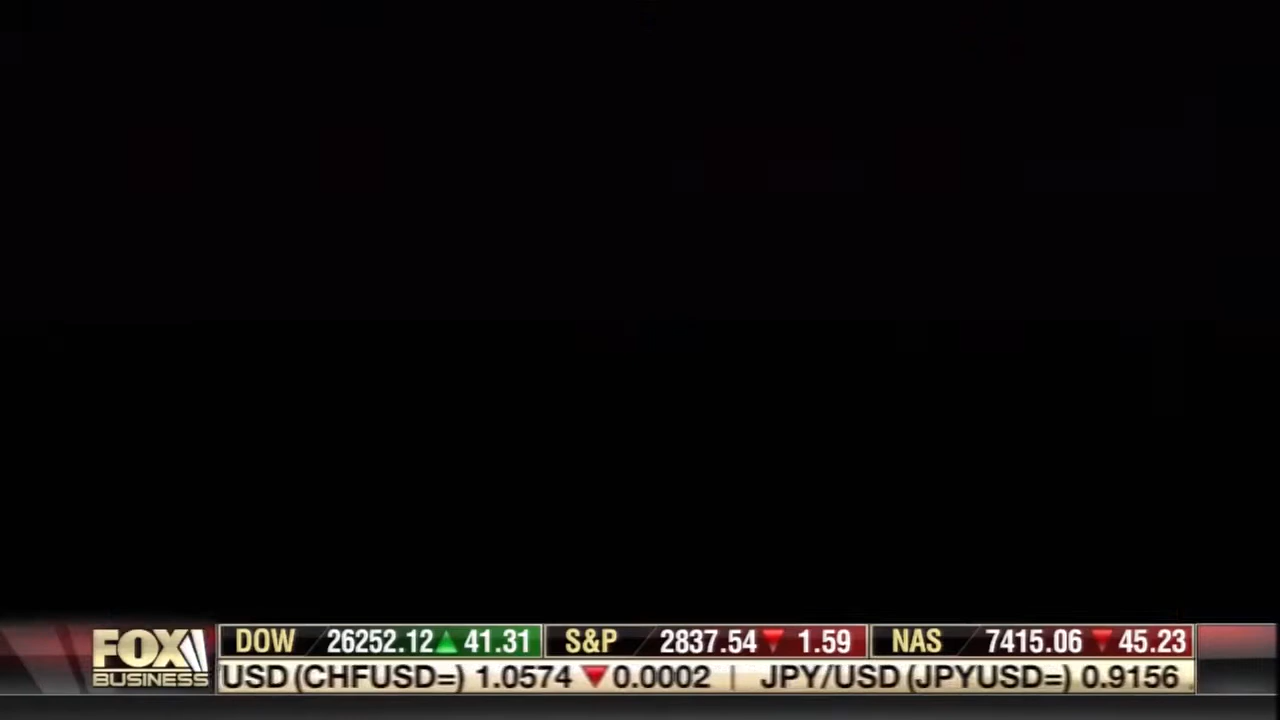 FOX
BUSINESS
DOW 26252.12 ▲ 41.31 S&P 2837.54 ▼ 1.59 NAS 7415.06 ▼ 45.23
USD (CHFUSD=) 1.0574 ▼ 0.0002 | JPY/USD (JPYUSD=) 0.9156